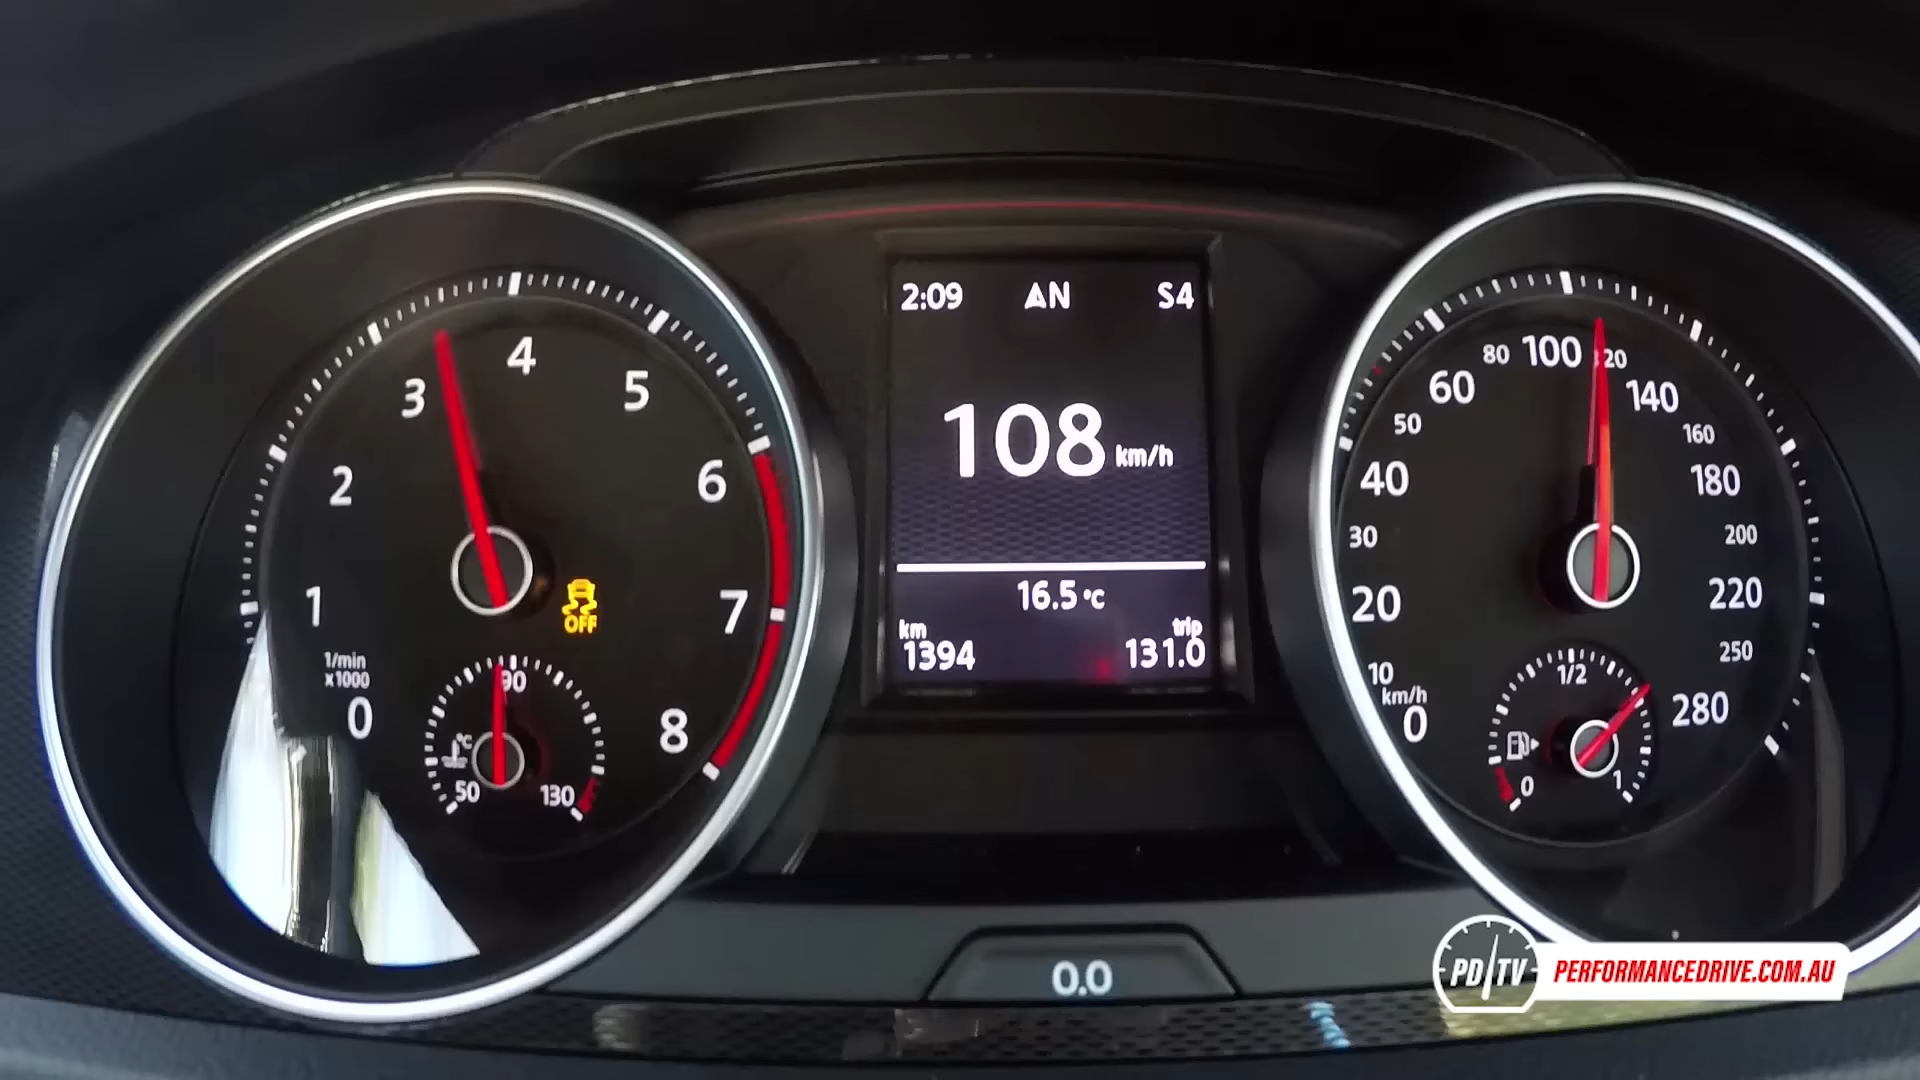 2:09 AN S4
108 km/h
16.5 °C
km trip
1394 131.0
0 1 2 3 4 5 6 7 8
1/min
x1000
OFF
°C
50 90 130
0 10 20 30 40 50 60 80 100 120 140 160 180 200 220 250 280
km/h
0 1/2 1
0.0
PD TV
PERFORMANCEDRIVE.COM.AU